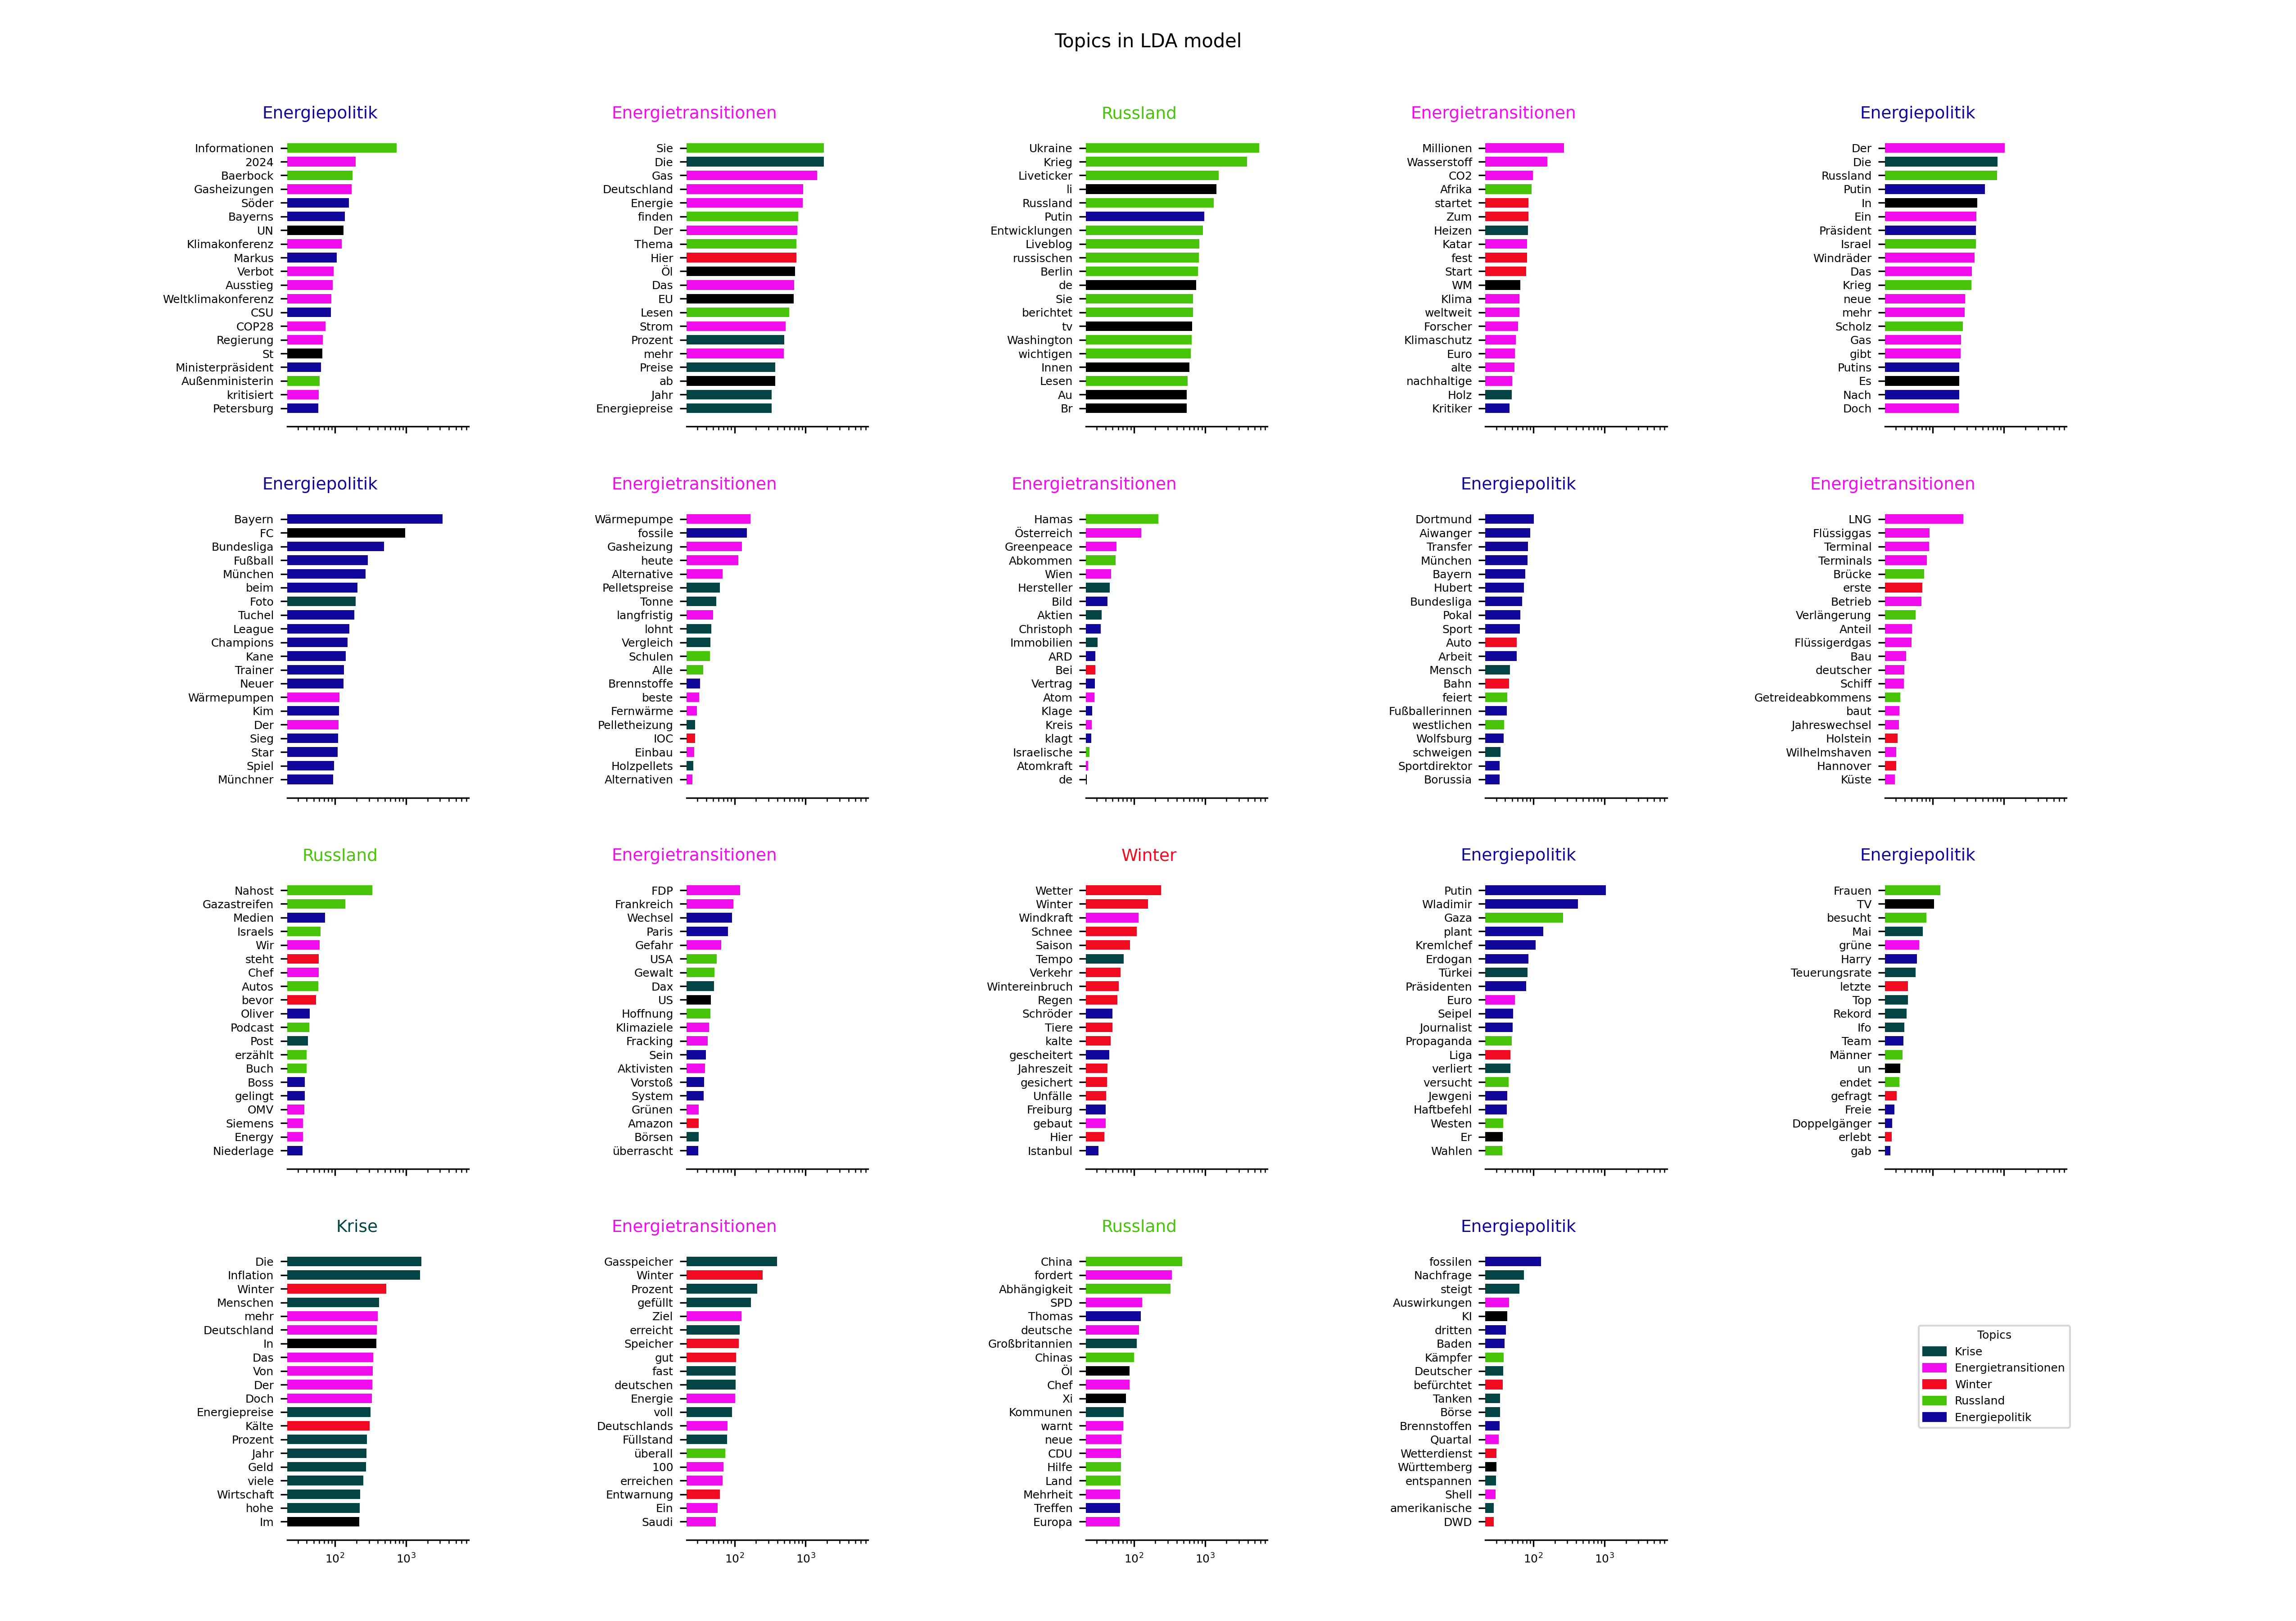 Topics in LDA model
Energiepolitik
Informationen
2024
Baerbock
Gasheizungen
Söder
Bayerns
UN
Klimakonferenz
Markus
Verbot
Ausstieg
Weltklimakonferenz
CSU
COP28
Regierung
St
Ministerpräsident
Außenministerin
kritisiert
Petersburg
Energietransitionen
Sie
Die
Gas
Deutschland
Energie
finden
Der
Thema
Hier
Öl
Das
EU
Lesen
Strom
Prozent
mehr
Preise
ab
Jahr
Energiepreise
Russland
Ukraine
Krieg
Liveticker
li
Russland
Putin
Entwicklungen
Liveblog
russischen
Berlin
de
Sie
berichtet
tv
Washington
wichtigen
Innen
Lesen
Au
Br
Energietransitionen
Millionen
Wasserstoff
CO2
Afrika
startet
Zum
Heizen
Katar
fest
Start
WM
Klima
weltweit
Forscher
Klimaschutz
Euro
alte
nachhaltige
Holz
Kritiker
Energiepolitik
Der
Die
Russland
Putin
In
Ein
Präsident
Israel
Windräder
Das
Krieg
neue
mehr
Scholz
Gas
gibt
Putins
Es
Nach
Doch
Energiepolitik
Bayern
FC
Bundesliga
Fußball
München
beim
Foto
Tuchel
League
Champions
Kane
Trainer
Neuer
Wärmepumpen
Kim
Der
Sieg
Star
Spiel
Münchner
Energietransitionen
Wärmepumpe
fossile
Gasheizung
heute
Alternative
Pelletspreise
Tonne
langfristig
lohnt
Vergleich
Schulen
Alle
Brennstoffe
beste
Fernwärme
Pelletheizung
IOC
Einbau
Holzpellets
Alternativen
Energietransitionen
Hamas
Österreich
Greenpeace
Abkommen
Wien
Hersteller
Bild
Aktien
Christoph
Immobilien
ARD
Bei
Vertrag
Atom
Klage
Kreis
klagt
Israelische
Atomkraft
de
Energiepolitik
Dortmund
Aiwanger
Transfer
München
Bayern
Hubert
Bundesliga
Pokal
Sport
Auto
Arbeit
Mensch
Bahn
feiert
Fußballerinnen
westlichen
Wolfsburg
schweigen
Sportdirektor
Borussia
Energietransitionen
LNG
Flüssiggas
Terminal
Terminals
Brücke
erste
Betrieb
Verlängerung
Anteil
Flüssigerdgas
Bau
deutscher
Schiff
Getreideabkommens
baut
Jahreswechsel
Holstein
Wilhelmshaven
Hannover
Küste
Russland
Nahost
Gazastreifen
Medien
Israels
Wir
steht
Chef
Autos
bevor
Oliver
Podcast
Post
erzählt
Buch
Boss
gelingt
OMV
Siemens
Energy
Niederlage
Energietransitionen
FDP
Frankreich
Wechsel
Paris
Gefahr
USA
Gewalt
Dax
US
Hoffnung
Klimaziele
Fracking
Sein
Aktivisten
Vorstoß
System
Grünen
Amazon
Börsen
überrascht
Winter
Wetter
Winter
Windkraft
Schnee
Saison
Tempo
Verkehr
Wintereinbruch
Regen
Schröder
Tiere
kalte
gescheitert
Jahreszeit
gesichert
Unfälle
Freiburg
gebaut
Hier
Istanbul
Energiepolitik
Putin
Wladimir
Gaza
plant
Kremlchef
Erdogan
Türkei
Präsidenten
Euro
Seipel
Journalist
Propaganda
Liga
verliert
versucht
Jewgeni
Haftbefehl
Westen
Er
Wahlen
Energiepolitik
Frauen
TV
besucht
Mai
grüne
Harry
Teuerungsrate
letzte
Top
Rekord
Ifo
Team
Männer
un
endet
gefragt
Freie
Doppelgänger
erlebt
gab
Krise
Die
Inflation
Winter
Menschen
mehr
Deutschland
In
Das
Von
Der
Doch
Energiepreise
Kälte
Prozent
Jahr
Geld
viele
Wirtschaft
hohe
Im
10² 10³
Energietransitionen
Gasspeicher
Winter
Prozent
gefüllt
Ziel
erreicht
Speicher
gut
fast
deutschen
Energie
voll
Deutschlands
Füllstand
überall
100
erreichen
Entwarnung
Ein
Saudi
10² 10³
Russland
China
fordert
Abhängigkeit
SPD
Thomas
deutsche
Großbritannien
Chinas
Öl
Chef
Xi
Kommunen
warnt
neue
CDU
Hilfe
Land
Mehrheit
Treffen
Europa
10² 10³
Energiepolitik
fossilen
Nachfrage
steigt
Auswirkungen
KI
dritten
Baden
Kämpfer
Deutscher
befürchtet
Tanken
Börse
Brennstoffen
Quartal
Wetterdienst
Württemberg
entspannen
Shell
amerikanische
DWD
10² 10³
Topics
Krise
Energietransitionen
Winter
Russland
Energiepolitik